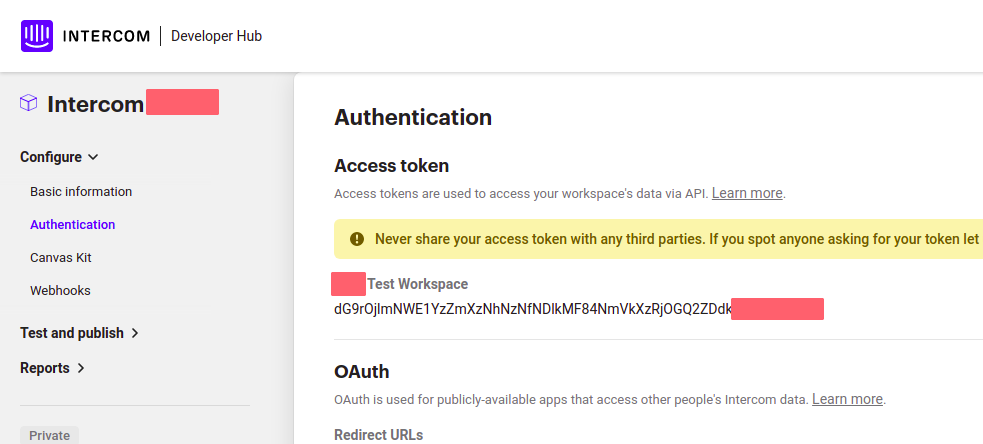 INTERCOM
Developer Hub
Intercom
Configure
Basic information
Authentication
Canvas Kit
Webhooks
Test and publish
Reports
Private
Authentication
Access token
Access tokens are used to access your workspace's data via API. Learn more.
Never share your access token with any third parties. If you spot anyone asking for your token let
Test Workspace
dG9rOjlmNWE1YzZmXzNhNzNfNDlkMF84NmVkXzRjOGQ2ZDdk
OAuth
OAuth is used for publicly-available apps that access other people's Intercom data. Learn more.
Redirect URLs